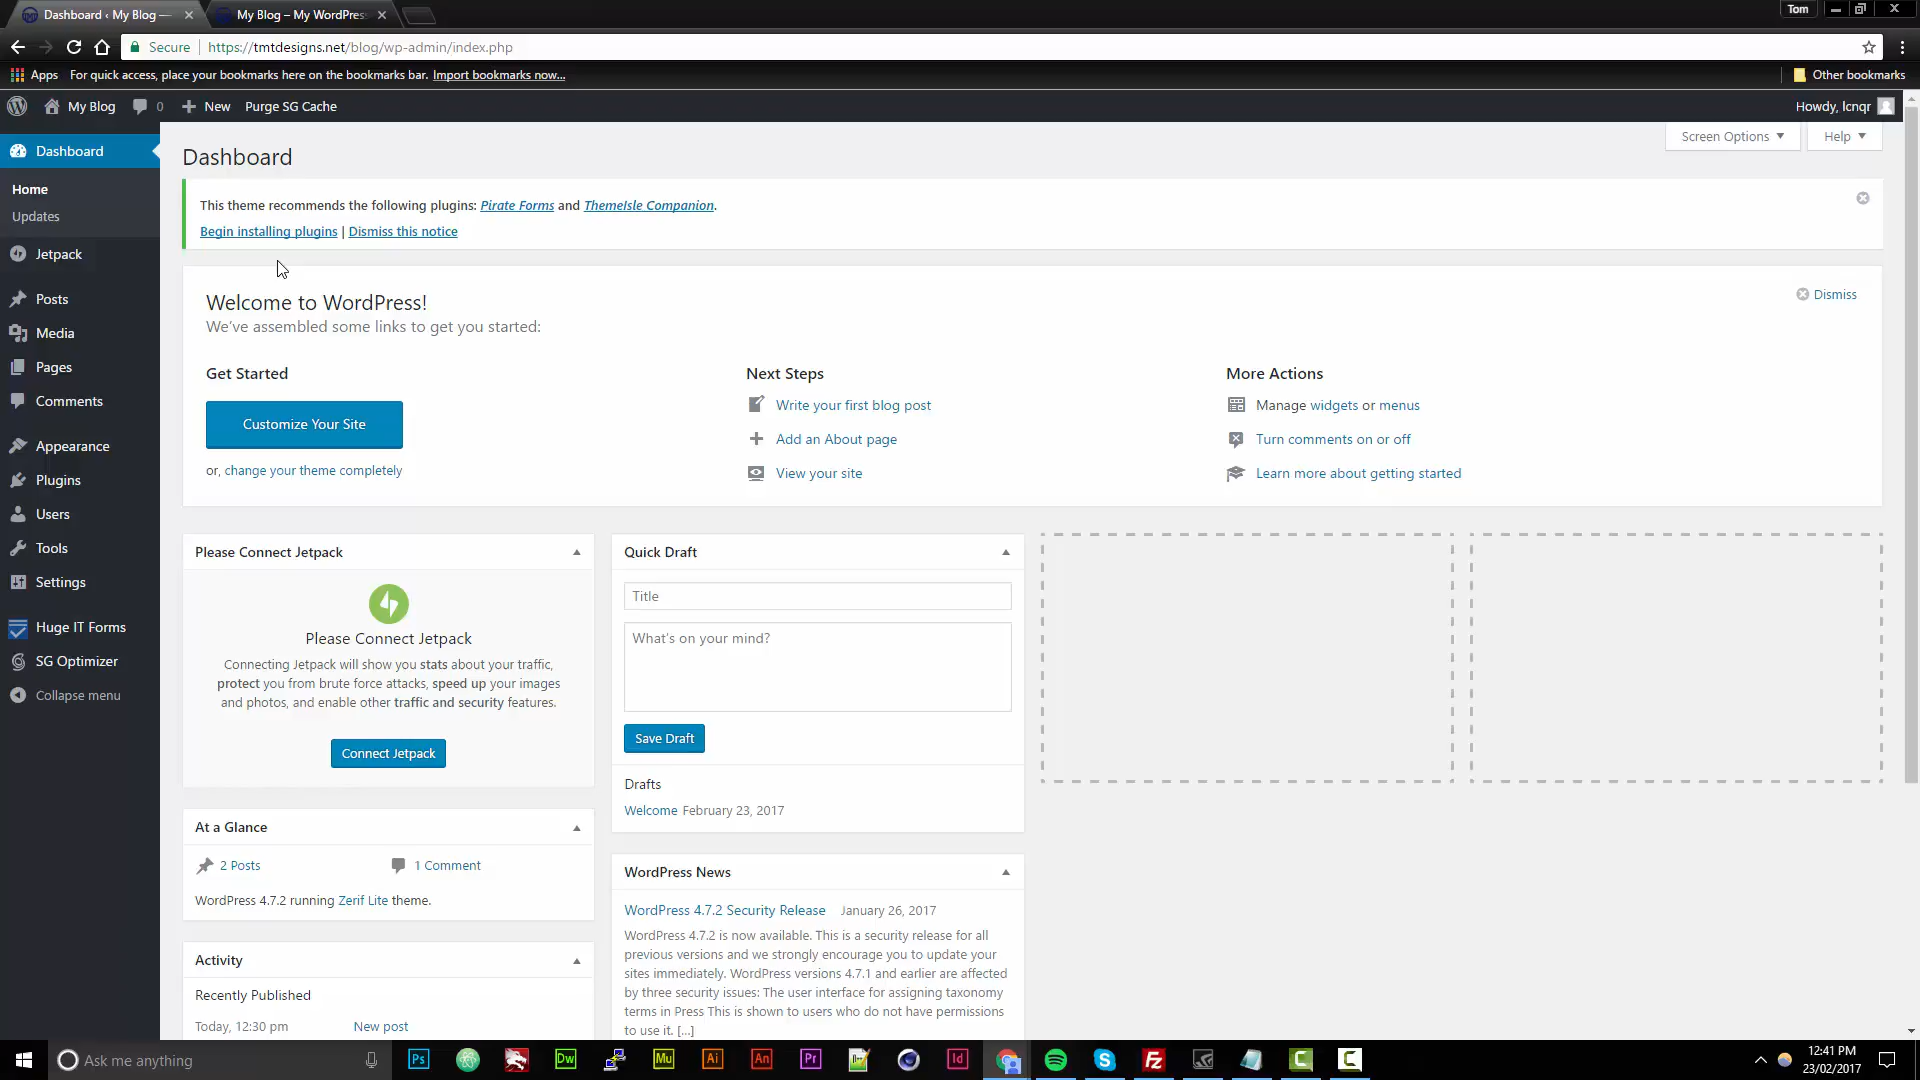 Dashboard ‹ My Blog —
My Blog – My WordPress
Tom
Secure
https://tmtdesigns.net/blog/wp-admin/index.php
Apps
For quick access, place your bookmarks here on the bookmarks bar. Import bookmarks now...
Other bookmarks
My Blog
0
New
Purge SG Cache
Howdy, lcnqr
Dashboard
Home
Updates
Jetpack
Posts
Media
Pages
Comments
Appearance
Plugins
Users
Tools
Settings
Huge IT Forms
SG Optimizer
Collapse menu
Screen Options
Help
Dashboard
This theme recommends the following plugins: Pirate Forms and ThemeIsle Companion.
Begin installing plugins | Dismiss this notice
Welcome to WordPress!
We've assembled some links to get you started:
Dismiss
Get Started
Customize Your Site
or, change your theme completely
Next Steps
Write your first blog post
Add an About page
View your site
More Actions
Manage widgets or menus
Turn comments on or off
Learn more about getting started
Please Connect Jetpack
Please Connect Jetpack
Connecting Jetpack will show you stats about your traffic,
protect you from brute force attacks, speed up your images
and photos, and enable other traffic and security features.
Connect Jetpack
At a Glance
2 Posts
1 Comment
WordPress 4.7.2 running Zerif Lite theme.
Activity
Recently Published
Today, 12:30 pm
New post
Quick Draft
Title
What's on your mind?
Save Draft
Drafts
Welcome February 23, 2017
WordPress News
WordPress 4.7.2 Security Release January 26, 2017
WordPress 4.7.2 is now available. This is a security release for all
previous versions and we strongly encourage you to update your
sites immediately. WordPress versions 4.7.1 and earlier are affected
by three security issues: The user interface for assigning taxonomy
terms in Press This is shown to users who do not have permissions
to use it. [...]
Ask me anything
Ps
Dw
Mu
Ai
An
Pr
Id
12:41 PM
23/02/2017